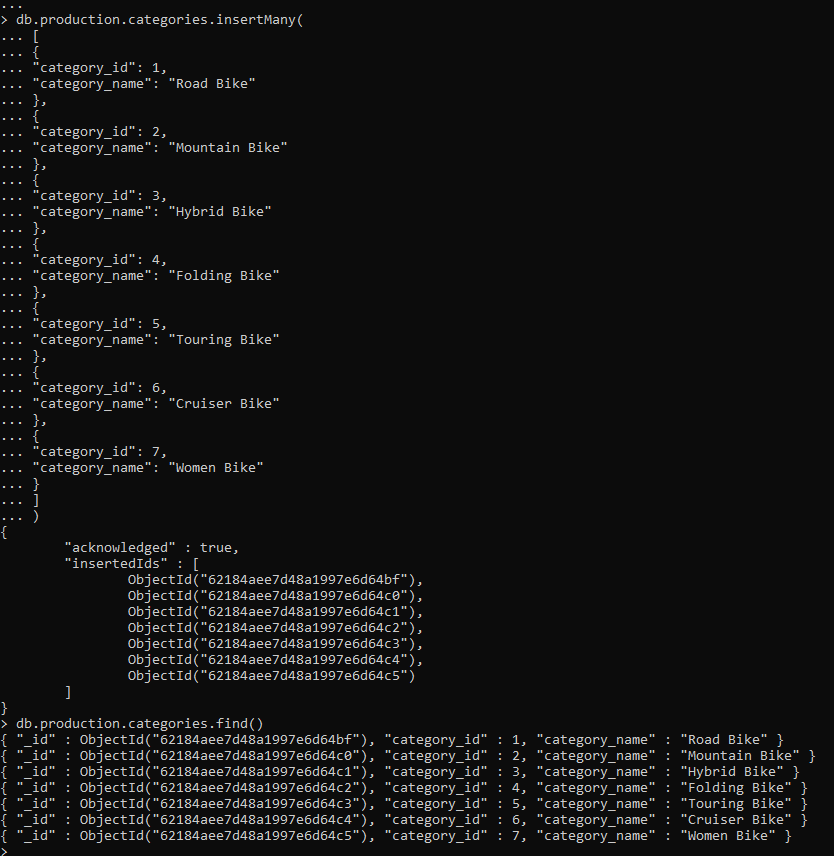 ...
> db.production.categories.insertMany(
... [
... {
... "category_id": 1,
... "category_name": "Road Bike"
... },
... {
... "category_id": 2,
... "category_name": "Mountain Bike"
... },
... {
... "category_id": 3,
... "category_name": "Hybrid Bike"
... },
... {
... "category_id": 4,
... "category_name": "Folding Bike"
... },
... {
... "category_id": 5,
... "category_name": "Touring Bike"
... },
... {
... "category_id": 6,
... "category_name": "Cruiser Bike"
... },
... {
... "category_id": 7,
... "category_name": "Women Bike"
... }
... ]
... )
{
        "acknowledged" : true,
        "insertedIds" : [
                ObjectId("62184aee7d48a1997e6d64bf"),
                ObjectId("62184aee7d48a1997e6d64c0"),
                ObjectId("62184aee7d48a1997e6d64c1"),
                ObjectId("62184aee7d48a1997e6d64c2"),
                ObjectId("62184aee7d48a1997e6d64c3"),
                ObjectId("62184aee7d48a1997e6d64c4"),
                ObjectId("62184aee7d48a1997e6d64c5")
        ]
}
> db.production.categories.find()
{ "_id" : ObjectId("62184aee7d48a1997e6d64bf"), "category_id" : 1, "category_name" : "Road Bike" }
{ "_id" : ObjectId("62184aee7d48a1997e6d64c0"), "category_id" : 2, "category_name" : "Mountain Bike" }
{ "_id" : ObjectId("62184aee7d48a1997e6d64c1"), "category_id" : 3, "category_name" : "Hybrid Bike" }
{ "_id" : ObjectId("62184aee7d48a1997e6d64c2"), "category_id" : 4, "category_name" : "Folding Bike" }
{ "_id" : ObjectId("62184aee7d48a1997e6d64c3"), "category_id" : 5, "category_name" : "Touring Bike" }
{ "_id" : ObjectId("62184aee7d48a1997e6d64c4"), "category_id" : 6, "category_name" : "Cruiser Bike" }
{ "_id" : ObjectId("62184aee7d48a1997e6d64c5"), "category_id" : 7, "category_name" : "Women Bike" }
>